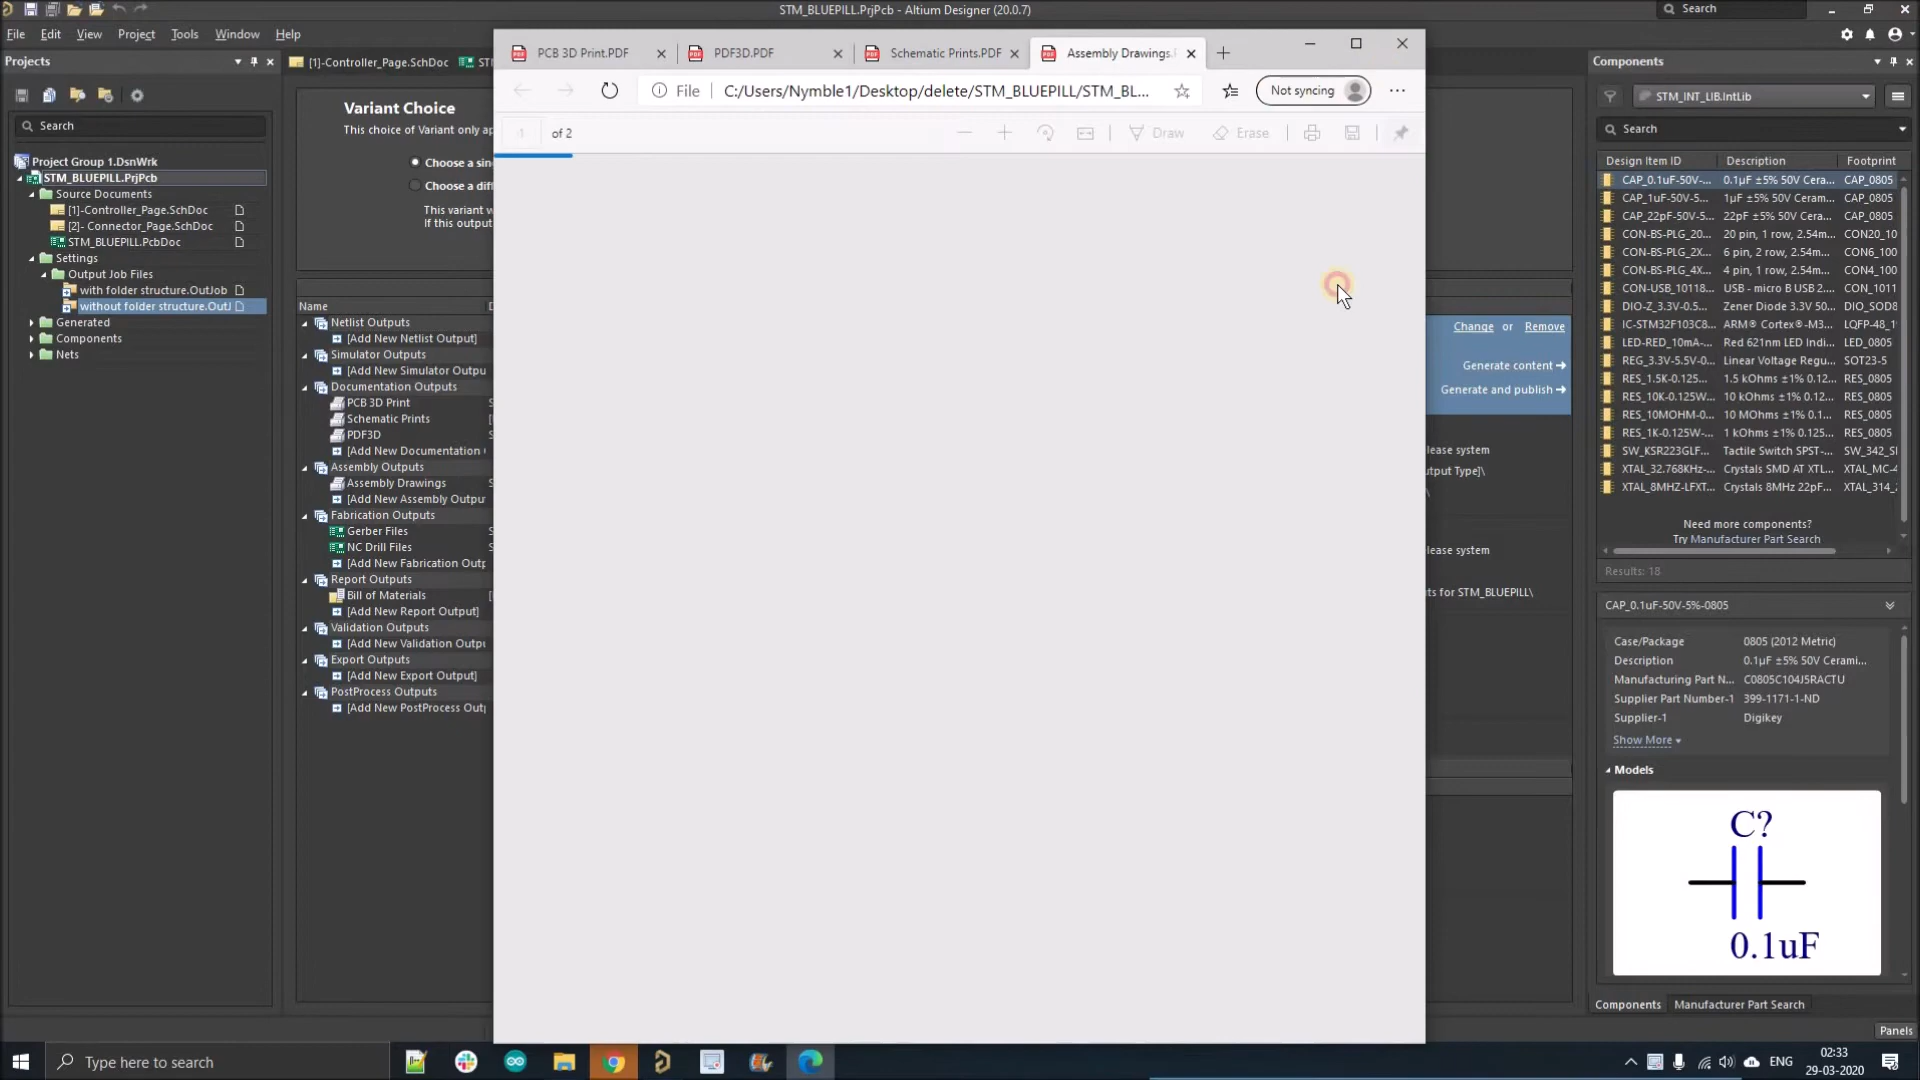 STM_BLUEPILL.PrjPcb - Altium Designer (20.0.7)
Search
File Edit View Project Tools Window Help
Projects
[1]-Controller_Page.SchDoc
Search
Project Group 1.DsnWrk
STM_BLUEPILL.PrjPcb
Source Documents
[1]-Controller_Page.SchDoc
[2]- Connector_Page.SchDoc
STM_BLUEPILL.PcbDoc
Settings
Output Job Files
with folder structure.OutJob
without folder structure.OutJ
Generated
Components
Nets
Variant Choice
This choice of Variant only ap
Choose a sin
Choose a diff
This variant w
If this output
Name
Netlist Outputs
[Add New Netlist Output]
Simulator Outputs
[Add New Simulator Outpu
Documentation Outputs
PCB 3D Print
Schematic Prints
PDF3D
[Add New Documentation
Assembly Outputs
Assembly Drawings
[Add New Assembly Outpu
Fabrication Outputs
Gerber Files
NC Drill Files
[Add New Fabrication Outp
Report Outputs
Bill of Materials
[Add New Report Output]
Validation Outputs
[Add New Validation Outpu
Export Outputs
[Add New Export Output]
PostProcess Outputs
[Add New PostProcess Outp
PCB 3D Print.PDF
PDF3D.PDF
Schematic Prints.PDF
Assembly Drawings.P
File
C:/Users/Nymble1/Desktop/delete/STM_BLUEPILL/STM_BL...
Not syncing
1 of 2
Draw
Erase
Change or Remove
Generate content
Generate and publish
lease system
utput Type]\
lease system
ts for STM_BLUEPILL\
Components
STM_INT_LIB.IntLib
Search
Design Item ID Description Footprint
CAP_0.1uF-50V-... 0.1µF ±5% 50V Cera... CAP_0805
CAP_1uF-50V-5... 1µF ±5% 50V Ceram... CAP_0805
CAP_22pF-50V-5... 22pF ±5% 50V Cera... CAP_0805
CON-BS-PLG_20... 20 pin, 1 row, 2.54m... CON20_10
CON-BS-PLG_2X... 6 pin, 2 row, 2.54m... CON6_100
CON-BS-PLG_4X... 4 pin, 1 row, 2.54m... CON4_100
CON-USB_10118... USB - micro B USB 2... CON_1011
DIO-Z_3.3V-0.5... Zener Diode 3.3V 50... DIO_SOD8
IC-STM32F103C8... ARM® Cortex®-M3... LQFP-48_1
LED-RED_10mA-... Red 621nm LED Indi... LED_0805
REG_3.3V-5.5V-0... Linear Voltage Regu... SOT23-5
RES_1.5K-0.125... 1.5 kOhms ±1% 0.12... RES_0805
RES_10K-0.125W... 10 kOhms ±1% 0.12... RES_0805
RES_10MOHM-0... 10 MOhms ±1% 0.1... RES_0805
RES_1K-0.125W-... 1 kOhms ±1% 0.125... RES_0805
SW_KSR223GLF... Tactile Switch SPST-... SW_342_SI
XTAL_32.768KHz-... Crystals SMD AT XTL... XTAL_MC-4
XTAL_8MHZ-LFXT... Crystals 8MHz 22pF... XTAL_314_
Need more components?
Try Manufacturer Part Search
Results: 18
CAP_0.1uF-50V-5%-0805
Case/Package 0805 (2012 Metric)
Description 0.1µF ±5% 50V Cerami...
Manufacturing Part N... C0805C104J5RACTU
Supplier Part Number-1 399-1171-1-ND
Supplier-1 Digikey
Show More
Models
C?
0.1uF
Components Manufacturer Part Search
Panels
Type here to search
ENG
02:33
29-03-2020